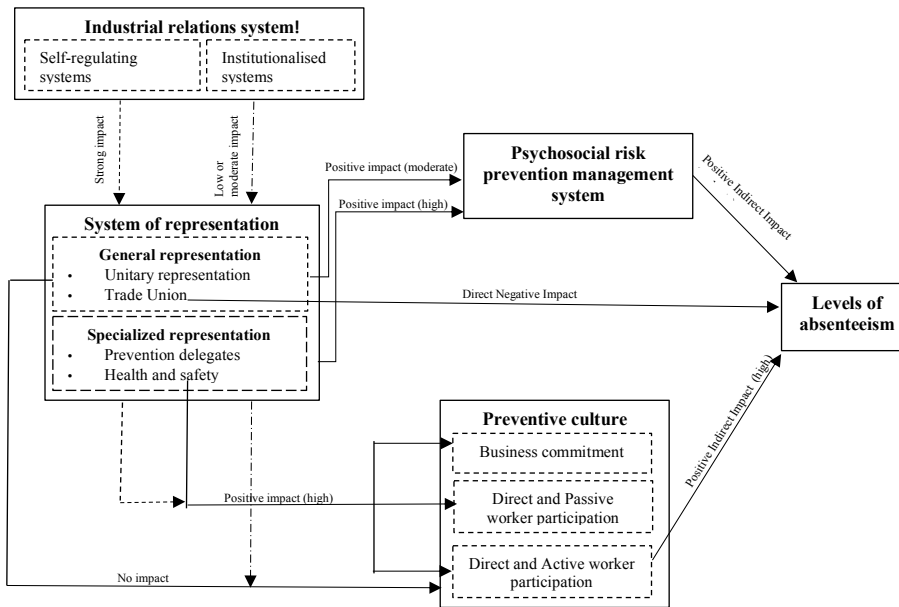 Industrial relations system!
Self-regulating
systems
Institutionalised
systems
Strong impact
Low or
moderate impact
Positive impact (moderate)
Positive impact (high)
Psychosocial risk
prevention management
system
Positive Indirect Impact
System of representation
General representation
• Unitary representation
• Trade Union
Direct Negative Impact
Levels of
absenteeism
Specialized representation
• Prevention delegates
• Health and safety
Positive Indirect Impact (high)
Preventive culture
Business commitment
Positive impact (high)
Direct and Passive
worker participation
Direct and Active worker
participation
No impact